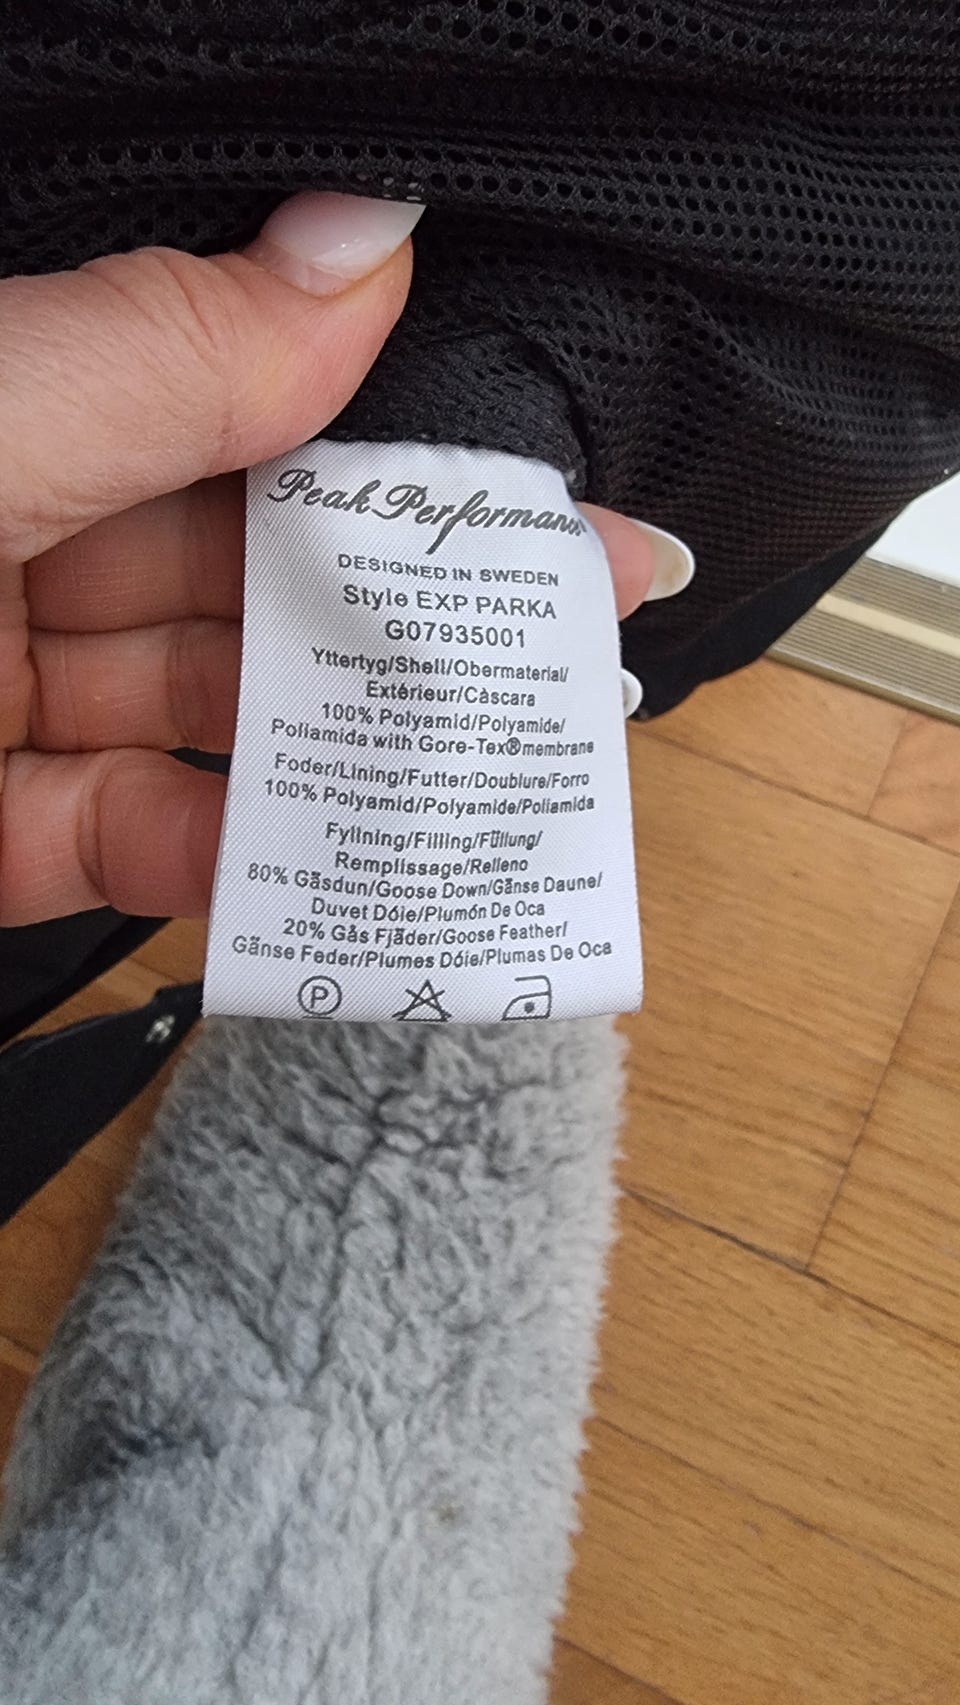 Peak Performance
DESIGNED IN SWEDEN
Style EXP PARKA
G07935001
Yttertyg/Shell/Obermaterial/
Extérieur/Càscara
100% Polyamid/Polyamide/
Poliamida with Gore-Tex®membrane
Foder/Lining/Futter/Doublure/Forro
100% Polyamid/Polyamide/Poliamida
Fyllning/Filling/Füllung/
Remplissage/Relleno
80% Gåsdun/Goose Down/Gänse Daune/
Duvet Dóie/Plumón De Oca
20% Gås Fjäder/Goose Feather/
Gänse Feder/Plumes Dóie/Plumas De Oca
P